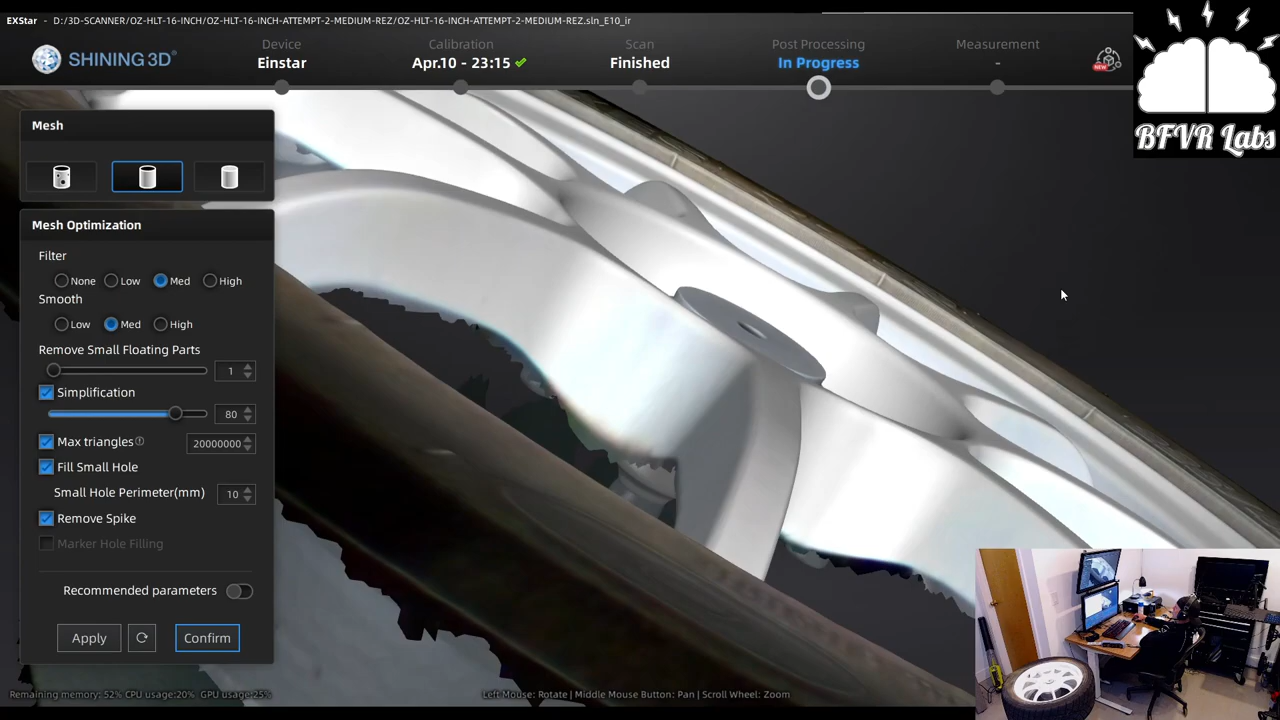 EXStar - D:/3D-SCANNER/OZ-HLT-16-INCH/OZ-HLT-16-INCH-ATTEMPT-2-MEDIUM-REZ/OZ-HLT-16-INCH-ATTEMPT-2-MEDIUM-REZ.sln_E10_ir
SHINING 3D®
Device
Einstar
Calibration
Apr.10 - 23:15
Scan
Finished
Post Processing
In Progress
Measurement
-
NEW
BFVR Labs
Mesh
Mesh Optimization
Filter
None Low Med High
Smooth
Low Med High
Remove Small Floating Parts
1
Simplification
80
Max triangles 20000000
Fill Small Hole
Small Hole Perimeter(mm) 10
Remove Spike
Marker Hole Filling
Recommended parameters
Apply Confirm
Remaining memory: 52% CPU usage:20% GPU usage:25%
Left Mouse: Rotate | Middle Mouse Button: Pan | Scroll Wheel: Zoom